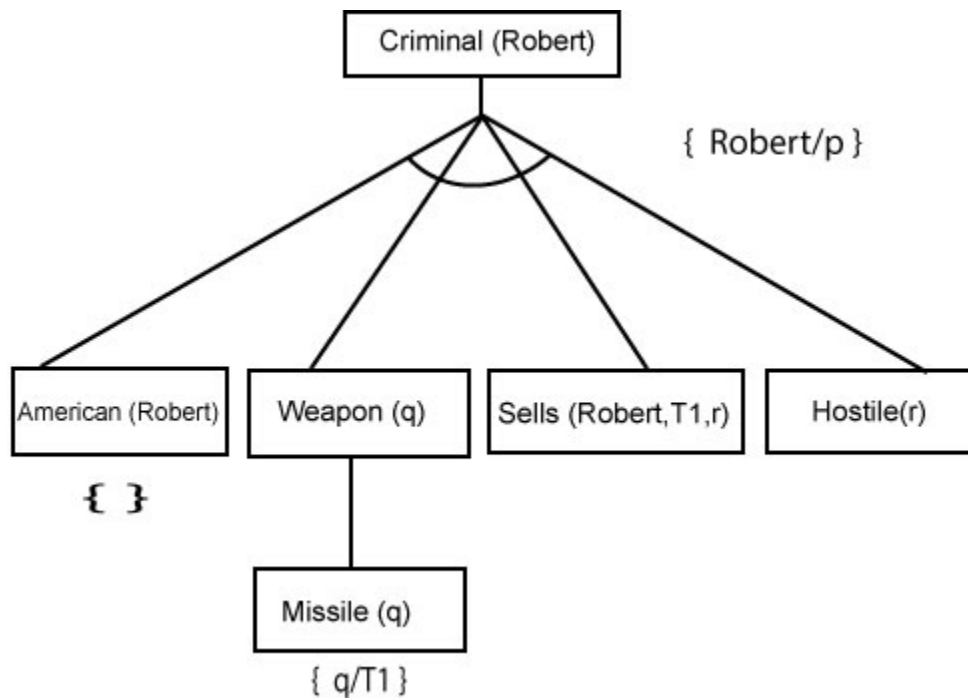 Criminal (Robert)
{ Robert/p }
American (Robert)
Weapon (q)
Sells (Robert,T1,r)
Hostile(r)
{ }
Missile (q)
{ q/T1 }